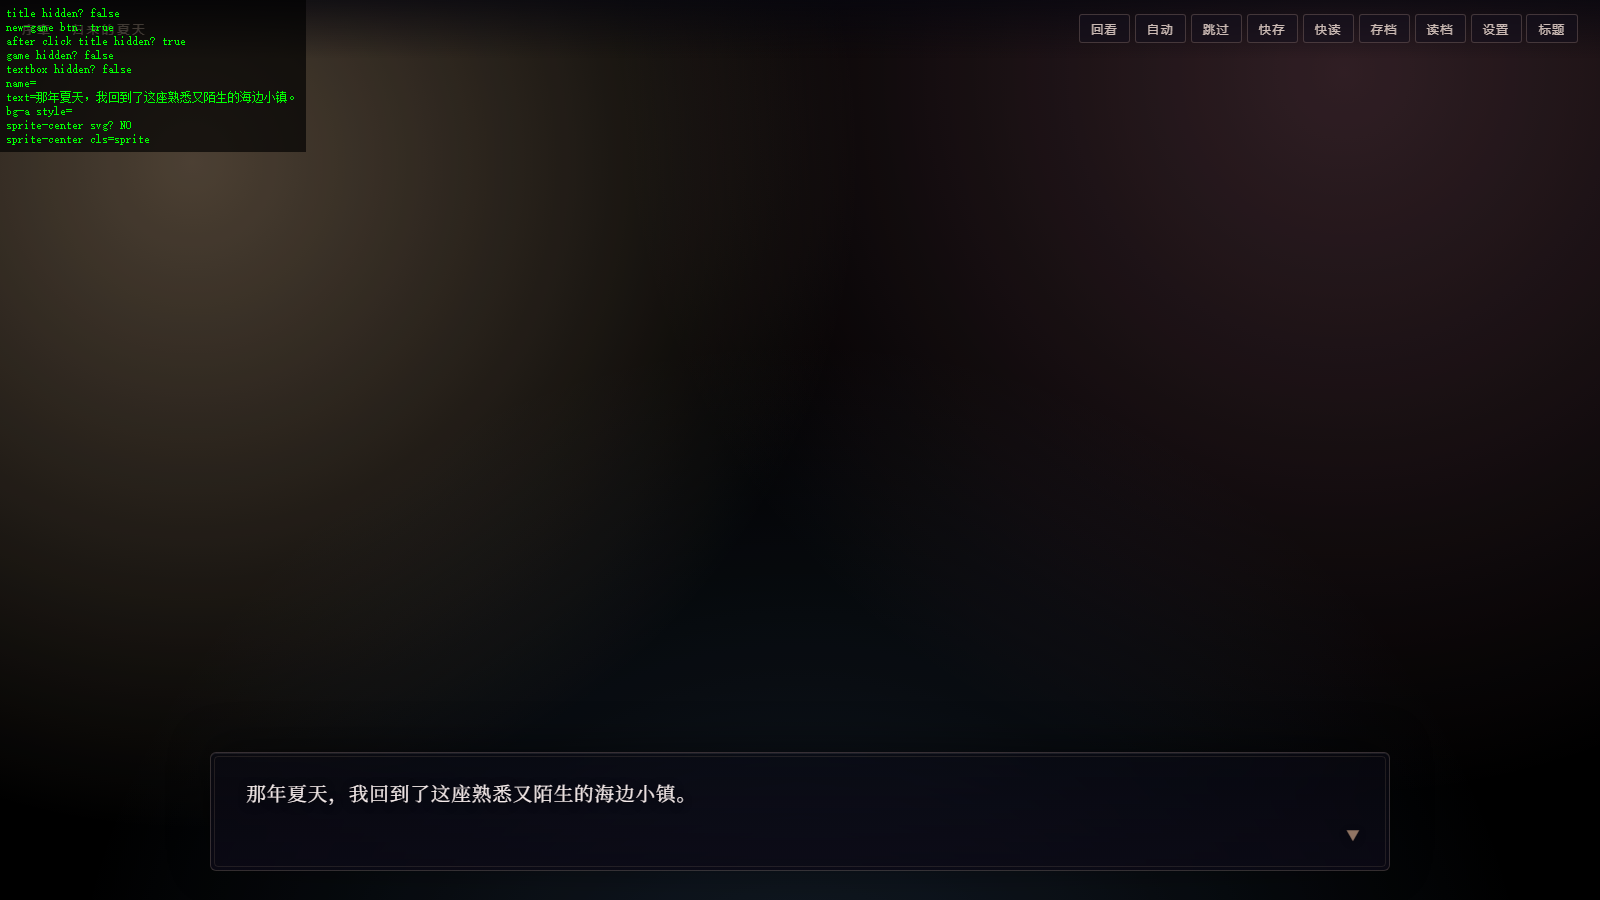 title hidden? false
new-game btn: true
after click title hidden? true
game hidden? false
textbox hidden? false
name=
text=那年夏天，我回到了这座熟悉又陌生的海边小镇。
bg-a style=
sprite-center svg? NO
sprite-center cls=sprite
夏天
回看 自动 跳过 快存 快读 存档 读档 设置 标题
那年夏天，我回到了这座熟悉又陌生的海边小镇。